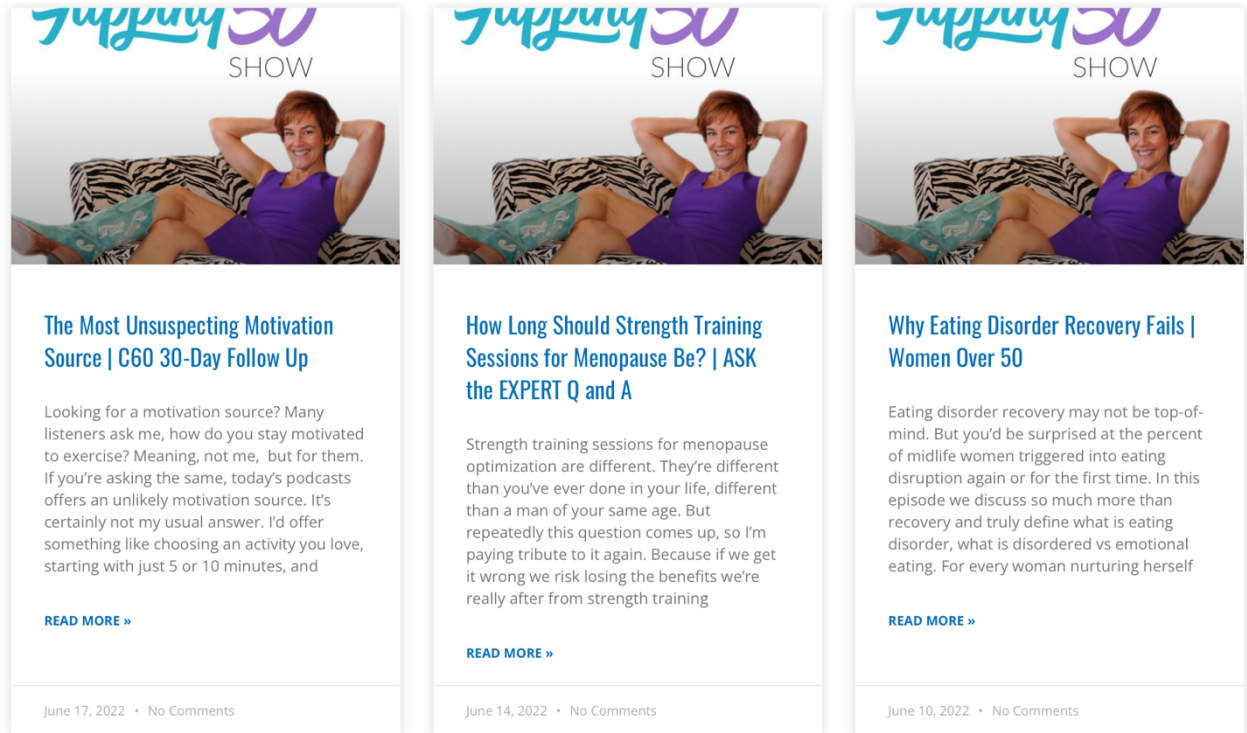 Flipping 50
SHOW
The Most Unsuspecting Motivation
Source | C60 30-Day Follow Up
Looking for a motivation source? Many
listeners ask me, how do you stay motivated
to exercise? Meaning, not me,  but for them.
If you’re asking the same, today’s podcasts
offers an unlikely motivation source. It’s
certainly not my usual answer. I’d offer
something like choosing an activity you love,
starting with just 5 or 10 minutes, and
READ MORE »
June 17, 2022 • No Comments
Flipping 50
SHOW
How Long Should Strength Training
Sessions for Menopause Be? | ASK
the EXPERT Q and A
Strength training sessions for menopause
optimization are different. They’re different
than you’ve ever done in your life, different
than a man of your same age. But
repeatedly this question comes up, so I’m
paying tribute to it again. Because if we get
it wrong we risk losing the benefits we’re
really after from strength training
READ MORE »
June 14, 2022 • No Comments
Flipping 50
SHOW
Why Eating Disorder Recovery Fails |
Women Over 50
Eating disorder recovery may not be top-of-
mind. But you’d be surprised at the percent
of midlife women triggered into eating
disruption again or for the first time. In this
episode we discuss so much more than
recovery and truly define what is eating
disorder, what is disordered vs emotional
eating. For every woman nurturing herself
READ MORE »
June 10, 2022 • No Comments